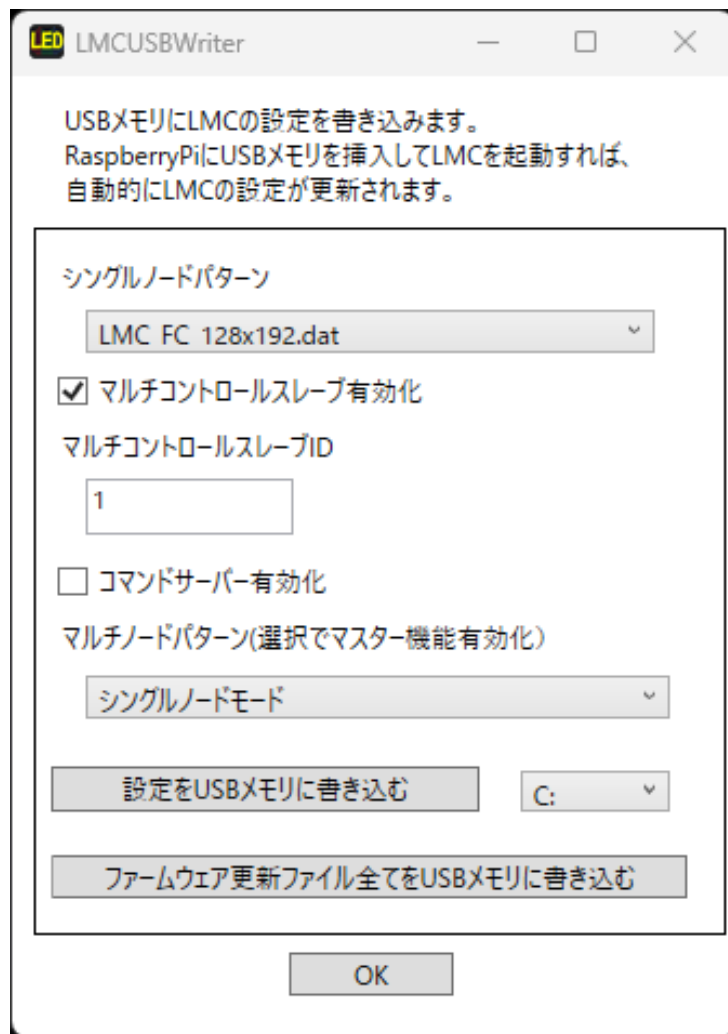 LED LMCUSBWriter
USBメモリにLMCの設定を書き込みます。
RaspberryPiにUSBメモリを挿入してLMCを起動すれば、
自動的にLMCの設定が更新されます。
シングルノードパターン
LMC FC 128x192.dat
マルチコントロールスレーブ有効化
マルチコントロールスレーブID
1
コマンドサーバー有効化
マルチノードパターン(選択でマスター機能有効化）
シングルノードモード
設定をUSBメモリに書き込む C:
ファームウェア更新ファイル全てをUSBメモリに書き込む
OK